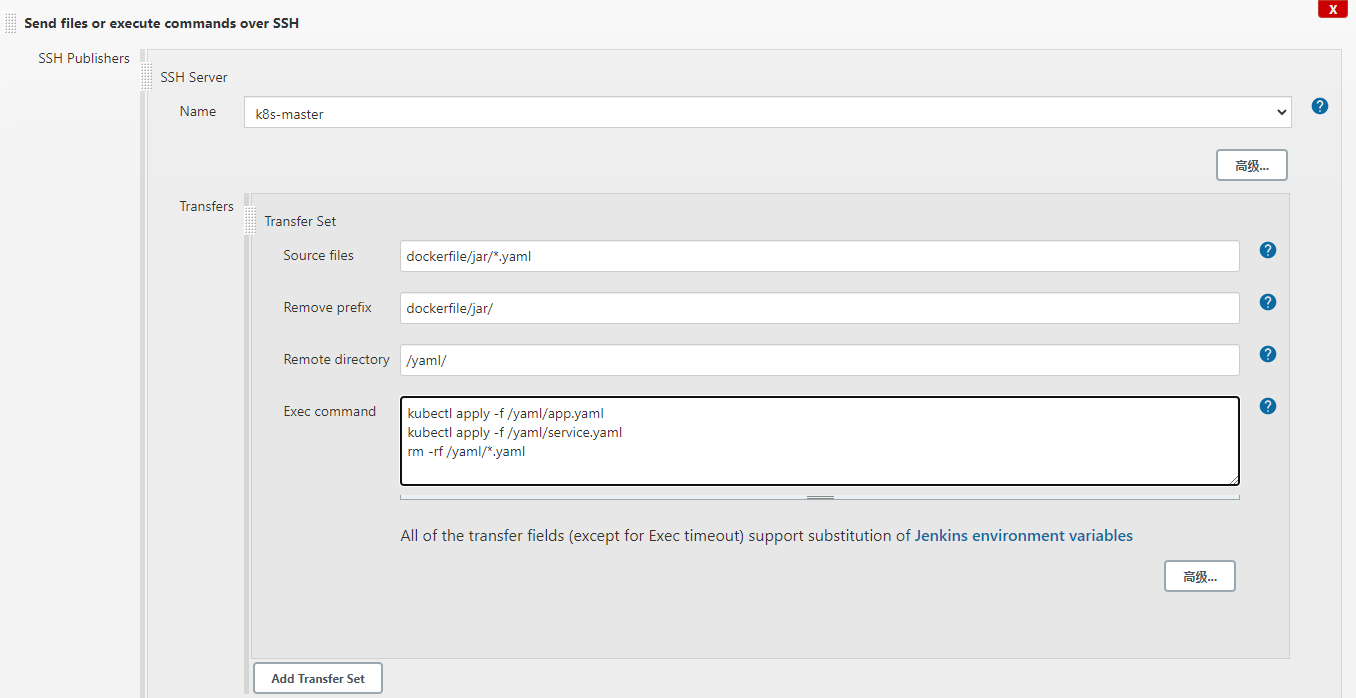 X
Send files or execute commands over SSH
SSH Publishers
SSH Server
Name
k8s-master
?
高级...
Transfers
Transfer Set
Source files
dockerfile/jar/*.yaml
?
Remove prefix
dockerfile/jar/
?
Remote directory
/yaml/
?
Exec command
kubectl apply -f /yaml/app.yaml
kubectl apply -f /yaml/service.yaml
rm -rf /yaml/*.yaml
?
All of the transfer fields (except for Exec timeout) support substitution of Jenkins environment variables
高级...
Add Transfer Set